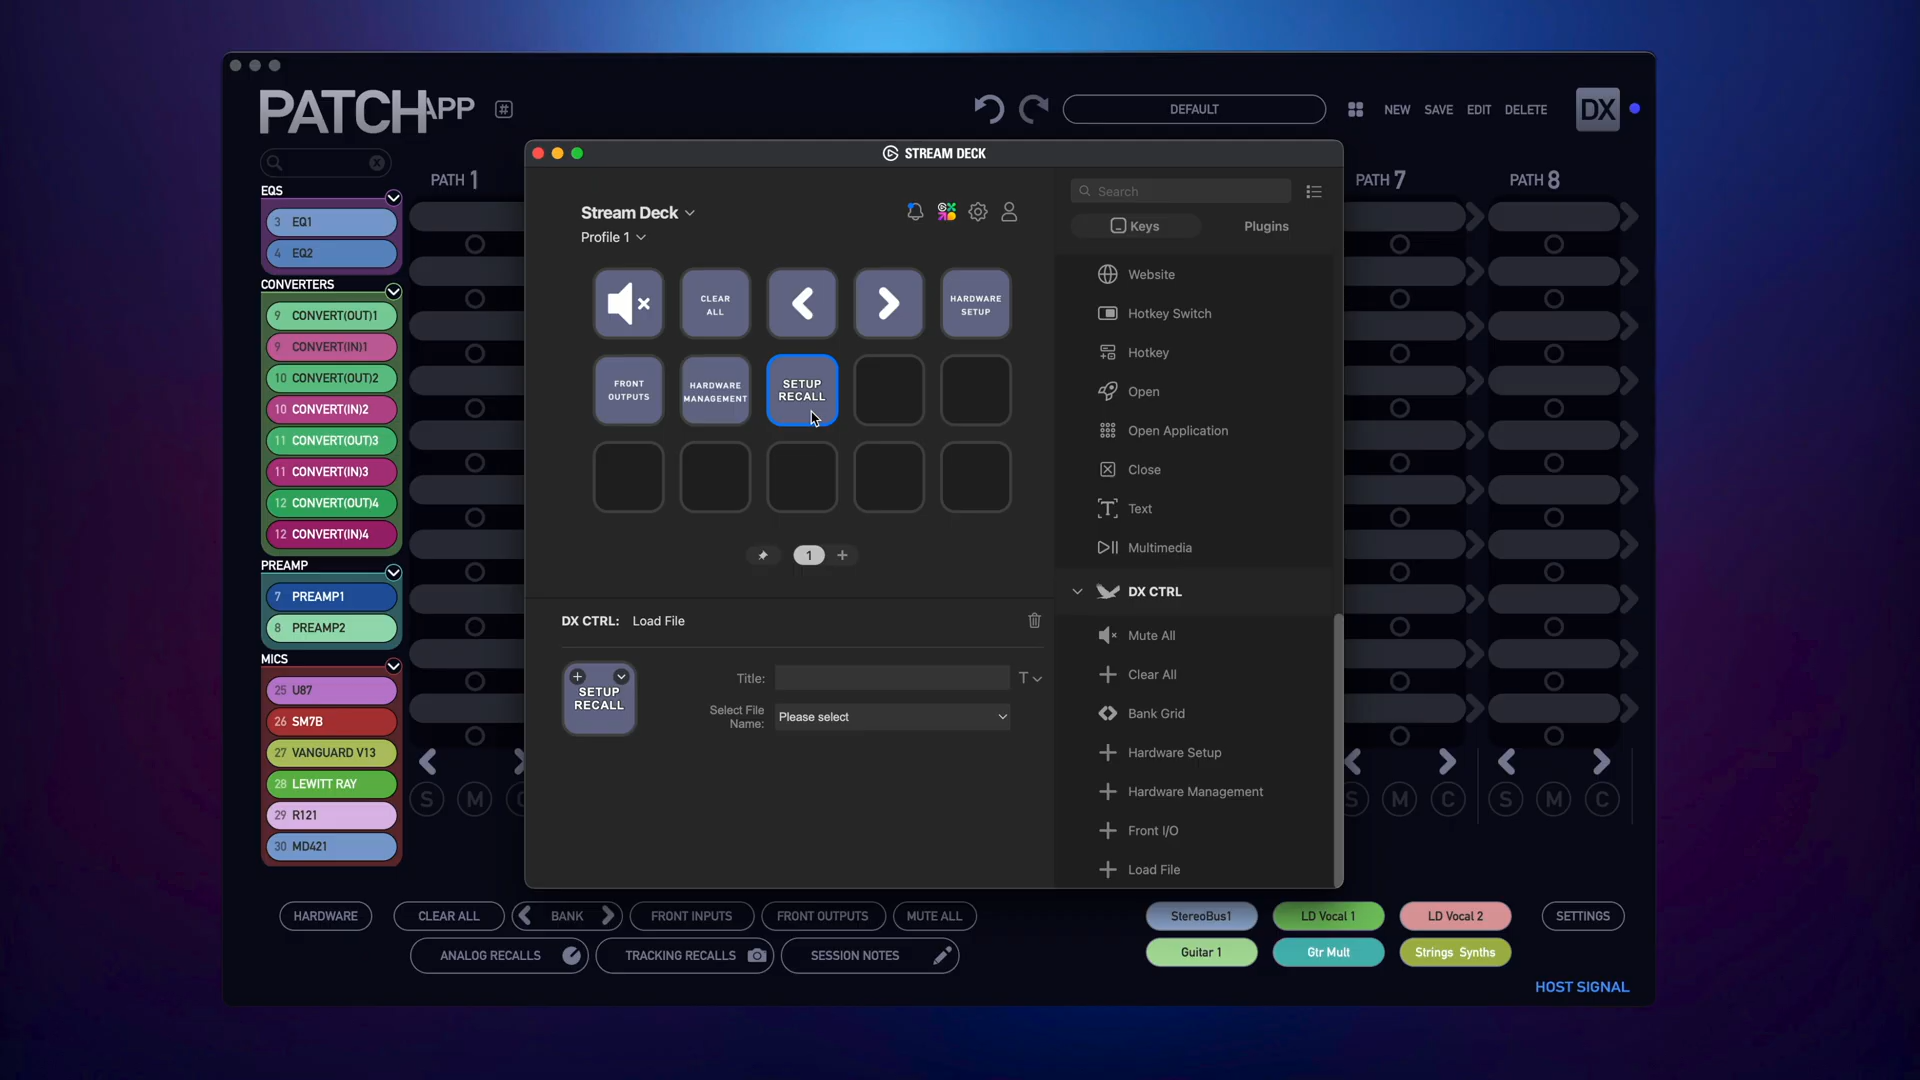 PATCHAPP #
DEFAULT
NEW SAVE EDIT DELETE
DX
STREAM DECK
PATH 1
PATH 7
PATH 8
EQS
3 EQ1
4 EQ2
CONVERTERS
9 CONVERT(OUT)1
9 CONVERT(IN)1
10 CONVERT(OUT)2
10 CONVERT(IN)2
11 CONVERT(OUT)3
11 CONVERT(IN)3
12 CONVERT(OUT)4
12 CONVERT(IN)4
PREAMP
7 PREAMP1
8 PREAMP2
MICS
25 U87
26 SM7B
27 VANGUARD V13
28 LEWITT RAY
29 R121
30 MD421
Stream Deck
Profile 1
CLEAR
ALL
HARDWARE
SETUP
FRONT
OUTPUTS
HARDWARE
MANAGEMENT
SETUP
RECALL
1
DX CTRL: Load File
SETUP
RECALL
Title:
T
Select File
Name:
Please select
Search
Keys
Plugins
Website
Hotkey Switch
Hotkey
Open
Open Application
Close
Text
Multimedia
DX CTRL
Mute All
Clear All
Bank Grid
Hardware Setup
Hardware Management
Front I/O
Load File
S M C
S M C
S M C
HARDWARE
CLEAR ALL
BANK
FRONT INPUTS
FRONT OUTPUTS
MUTE ALL
ANALOG RECALLS
TRACKING RECALLS
SESSION NOTES
StereoBus1
LD Vocal 1
LD Vocal 2
SETTINGS
Guitar 1
Gtr Mult
Strings Synths
HOST SIGNAL